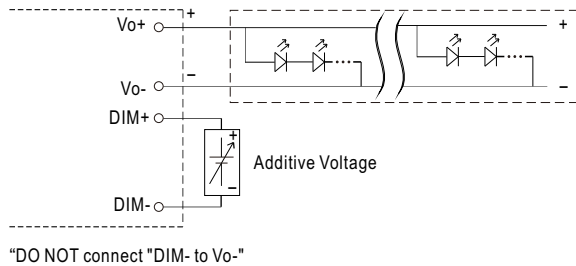 Vo+
+
+
Vo-
−
−
DIM+
+
Additive Voltage
−
DIM-
“DO NOT connect "DIM- to Vo-"